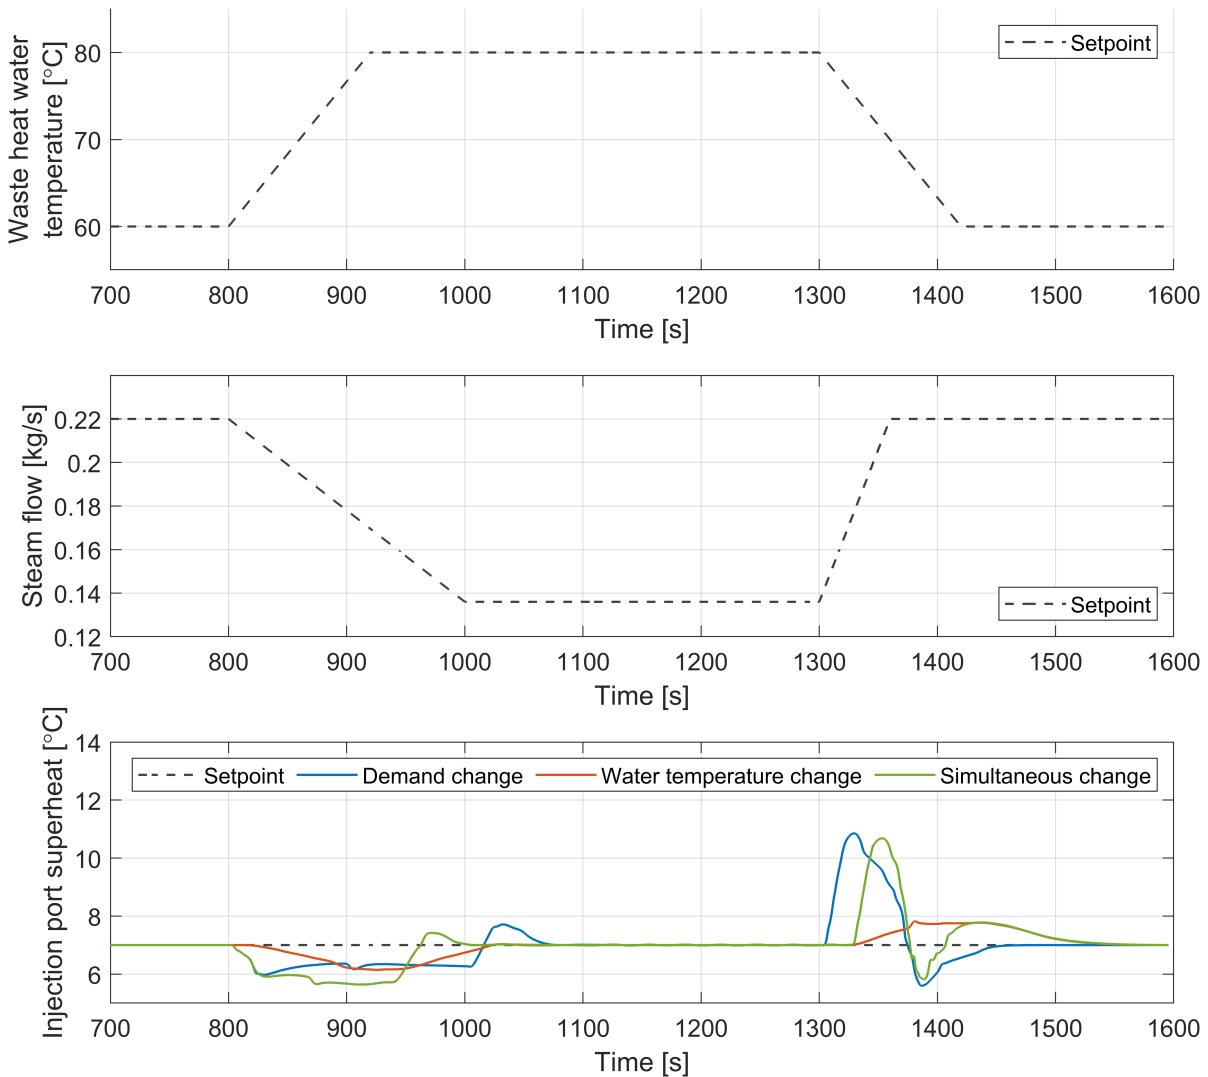 Waste heat water
temperature [°C]
80
70
60
Setpoint
700 800 900 1000 1100 1200 1300 1400 1500 1600
Time [s]
Steam flow [kg/s]
0.22
0.2
0.18
0.16
0.14
0.12
Setpoint
700 800 900 1000 1100 1200 1300 1400 1500 1600
Time [s]
Injection port superheat [°C]
14
12
10
8
6
Setpoint Demand change Water temperature change Simultaneous change
700 800 900 1000 1100 1200 1300 1400 1500 1600
Time [s]